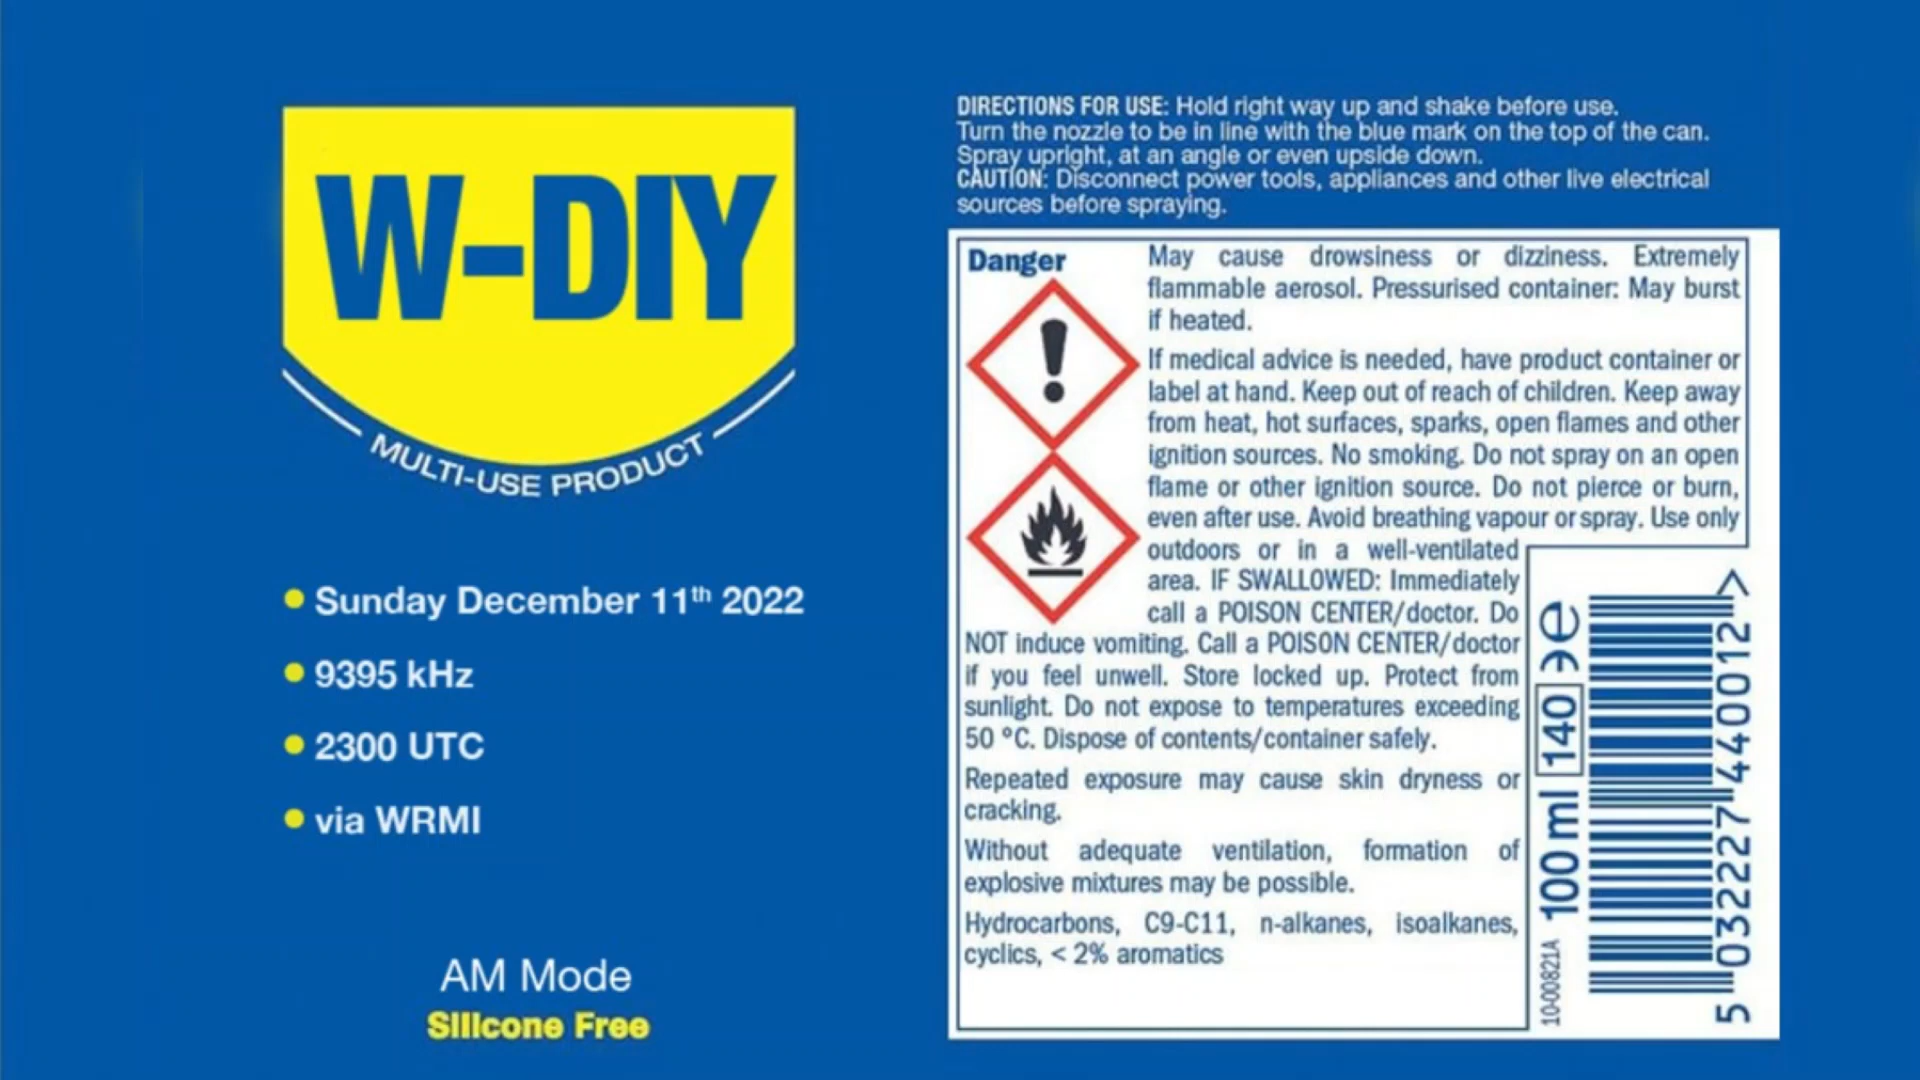 W-DIY
MULTI-USE PRODUCT
Sunday December 11th 2022
9395 kHz
2300 UTC
via WRMI
AM Mode
Silicone Free
DIRECTIONS FOR USE: Hold right way up and shake before use.
Turn the nozzle to be in line with the blue mark on the top of the can.
Spray upright, at an angle or even upside down.
CAUTION: Disconnect power tools, appliances and other live electrical
sources before spraying.
Danger
May cause drowsiness or dizziness. Extremely
flammable aerosol. Pressurised container: May burst
if heated.
If medical advice is needed, have product container or
label at hand. Keep out of reach of children. Keep away
from heat, hot surfaces, sparks, open flames and other
ignition sources. No smoking. Do not spray on an open
flame or other ignition source. Do not pierce or burn,
even after use. Avoid breathing vapour or spray. Use only
outdoors or in a well-ventilated
area. IF SWALLOWED: Immediately
call a POISON CENTER/doctor. Do
NOT induce vomiting. Call a POISON CENTER/doctor
if you feel unwell. Store locked up. Protect from
sunlight. Do not expose to temperatures exceeding
50 °C. Dispose of contents/container safely.
Repeated exposure may cause skin dryness or
cracking.
Without adequate ventilation, formation of
explosive mixtures may be possible.
Hydrocarbons, C9-C11, n-alkanes, isoalkanes,
cyclics, < 2% aromatics
10-00821A
100 ml 140 ɘ e
5 032227 440012 >